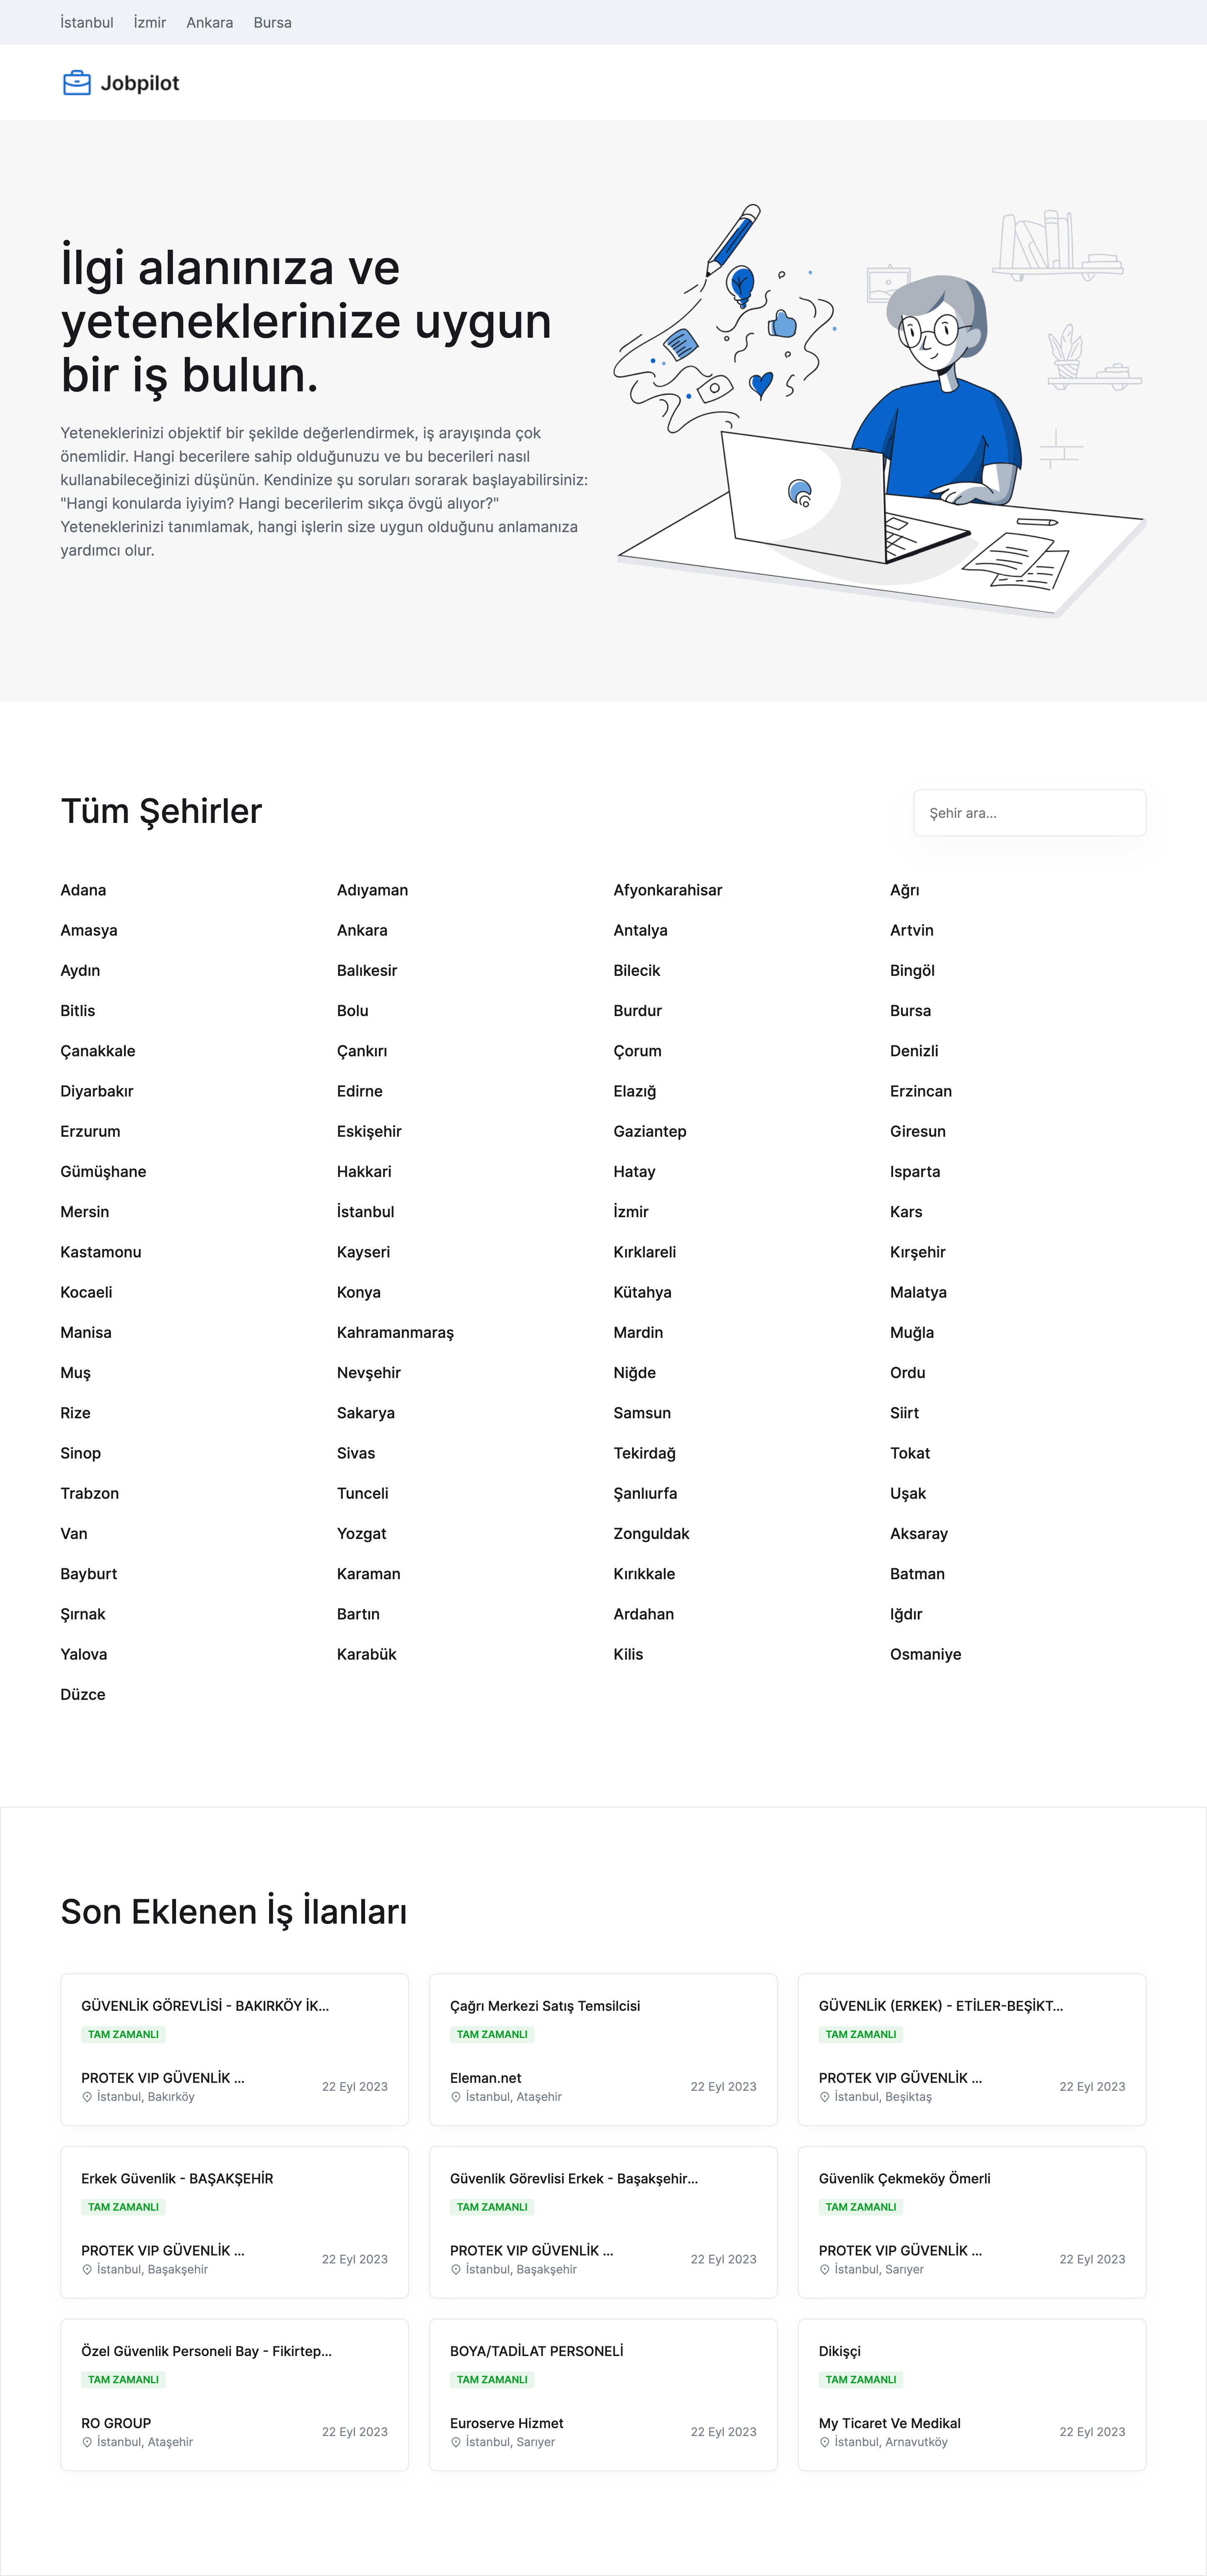 İstanbul İzmir Ankara Bursa
Jobpilot
İlgi alanınıza ve
yeteneklerinize uygun
bir iş bulun.
Yeteneklerinizi objektif bir şekilde değerlendirmek, iş arayışında çok
önemlidir. Hangi becerilere sahip olduğunuzu ve bu becerileri nasıl
kullanabileceğinizi düşünün. Kendinize şu soruları sorarak başlayabilirsiniz:
"Hangi konularda iyiyim? Hangi becerilerim sıkça övgü alıyor?"
Yeteneklerinizi tanımlamak, hangi işlerin size uygun olduğunu anlamanıza
yardımcı olur.
Tüm Şehirler
Şehir ara...
Adana Adıyaman Afyonkarahisar Ağrı
Amasya Ankara Antalya Artvin
Aydın Balıkesir Bilecik Bingöl
Bitlis Bolu Burdur Bursa
Çanakkale Çankırı Çorum Denizli
Diyarbakır Edirne Elazığ Erzincan
Erzurum Eskişehir Gaziantep Giresun
Gümüşhane Hakkari Hatay Isparta
Mersin İstanbul İzmir Kars
Kastamonu Kayseri Kırklareli Kırşehir
Kocaeli Konya Kütahya Malatya
Manisa Kahramanmaraş Mardin Muğla
Muş Nevşehir Niğde Ordu
Rize Sakarya Samsun Siirt
Sinop Sivas Tekirdağ Tokat
Trabzon Tunceli Şanlıurfa Uşak
Van Yozgat Zonguldak Aksaray
Bayburt Karaman Kırıkkale Batman
Şırnak Bartın Ardahan Iğdır
Yalova Karabük Kilis Osmaniye
Düzce
Son Eklenen İş İlanları
GÜVENLİK GÖREVLİSİ - BAKIRKÖY İK...
TAM ZAMANLI
PROTEK VIP GÜVENLİK ...
İstanbul, Bakırköy
22 Eyl 2023
Çağrı Merkezi Satış Temsilcisi
TAM ZAMANLI
Eleman.net
İstanbul, Ataşehir
22 Eyl 2023
GÜVENLİK (ERKEK) - ETİLER-BEŞİKT...
TAM ZAMANLI
PROTEK VIP GÜVENLİK ...
İstanbul, Beşiktaş
22 Eyl 2023
Erkek Güvenlik - BAŞAKŞEHİR
TAM ZAMANLI
PROTEK VIP GÜVENLİK ...
İstanbul, Başakşehir
22 Eyl 2023
Güvenlik Görevlisi Erkek - Başakşehir...
TAM ZAMANLI
PROTEK VIP GÜVENLİK ...
İstanbul, Başakşehir
22 Eyl 2023
Güvenlik Çekmeköy Ömerli
TAM ZAMANLI
PROTEK VIP GÜVENLİK ...
İstanbul, Sarıyer
22 Eyl 2023
Özel Güvenlik Personeli Bay - Fikirtep...
TAM ZAMANLI
RO GROUP
İstanbul, Ataşehir
22 Eyl 2023
BOYA/TADİLAT PERSONELİ
TAM ZAMANLI
Euroserve Hizmet
İstanbul, Sarıyer
22 Eyl 2023
Dikişçi
TAM ZAMANLI
My Ticaret Ve Medikal
İstanbul, Arnavutköy
22 Eyl 2023